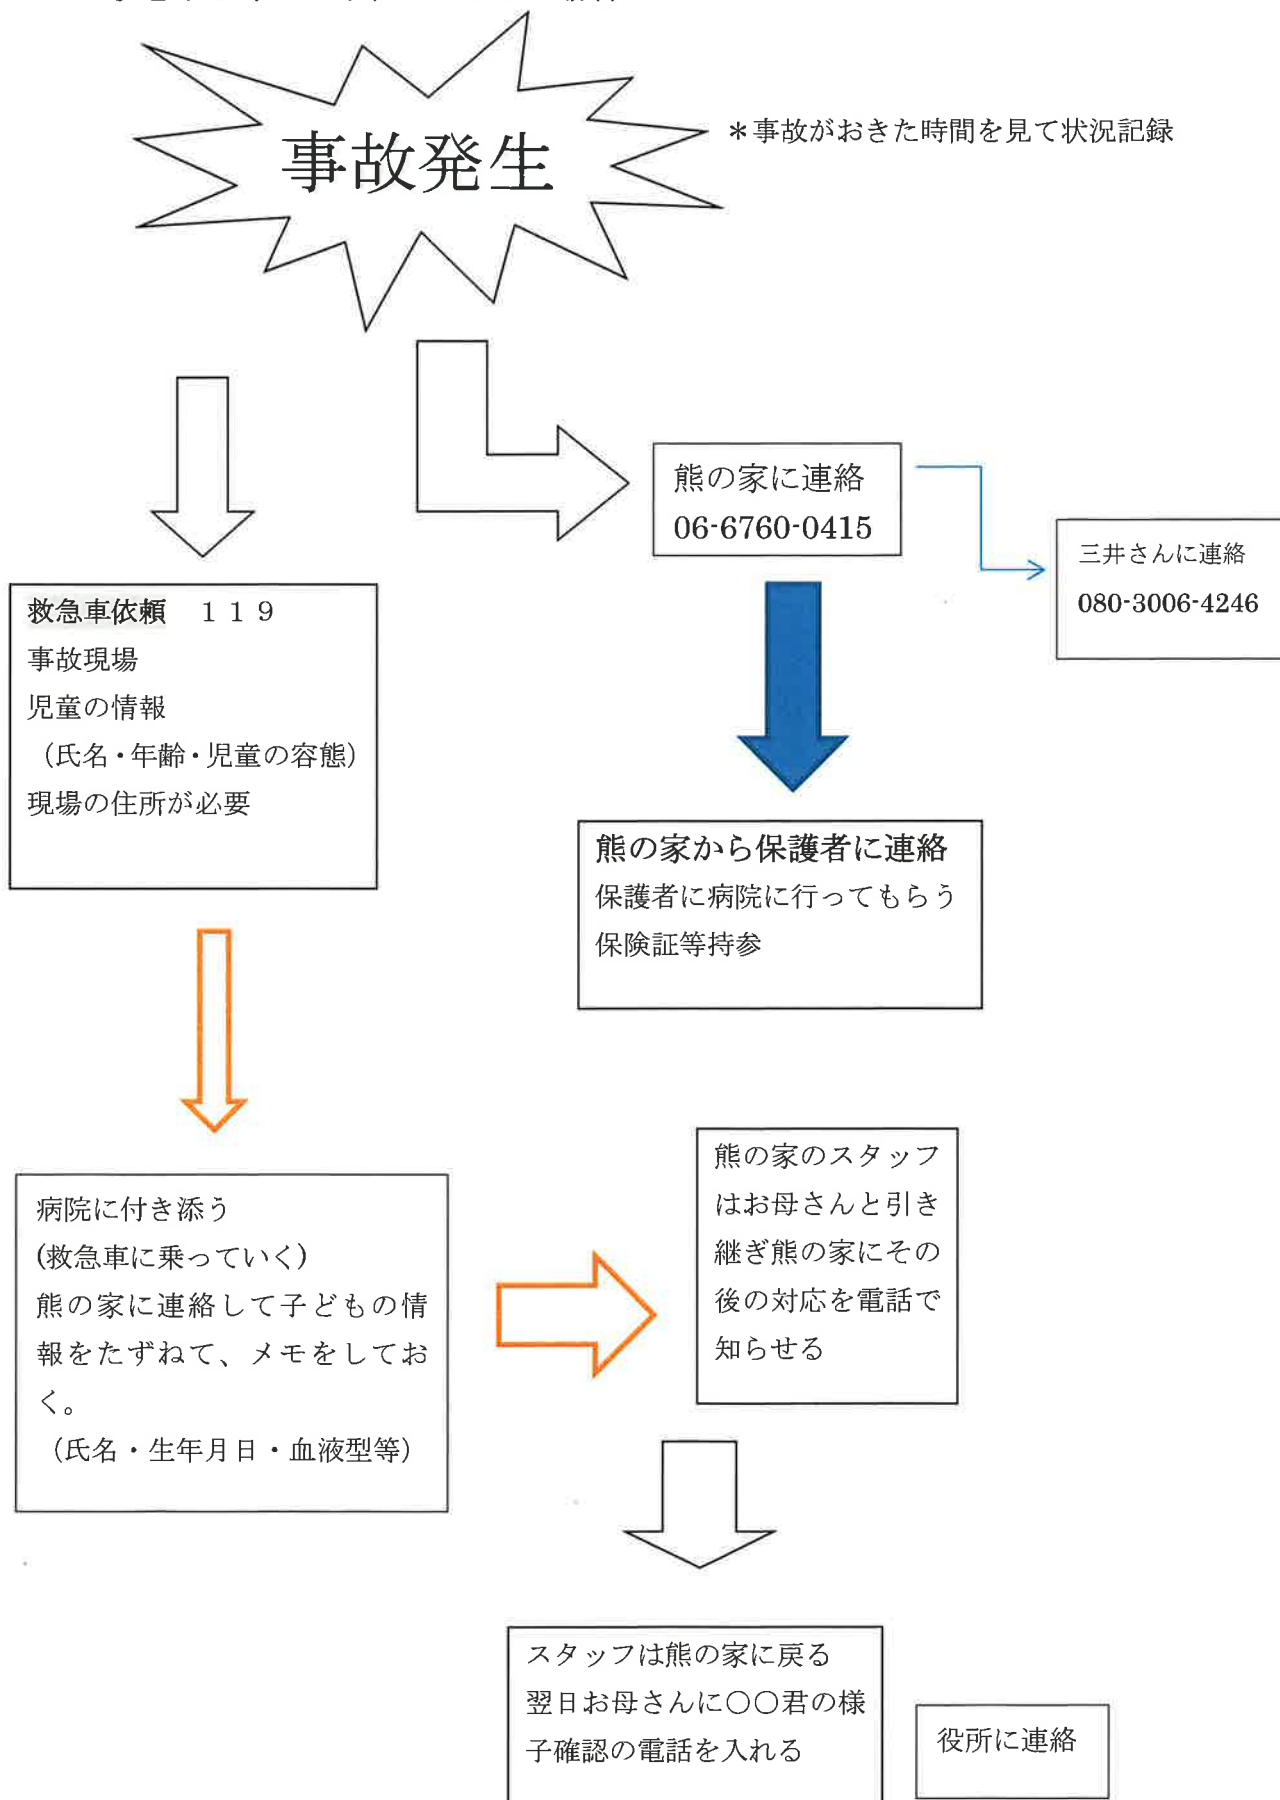 事故発生
＊事故がおきた時間を見て状況記録
熊の家に連絡
06-6760-0415
三井さんに連絡
080-3006-4246
救急車依頼　１１９
事故現場
児童の情報
（氏名・年齢・児童の容態）
現場の住所が必要
熊の家から保護者に連絡
保護者に病院に行ってもらう
保険証等持参
病院に付き添う
(救急車に乗っていく)
熊の家に連絡して子どもの情
報をたずねて、メモをしてお
く。
（氏名・生年月日・血液型等）
熊の家のスタッフ
はお母さんと引き
継ぎ熊の家にその
後の対応を電話で
知らせる
スタッフは熊の家に戻る
翌日お母さんに〇〇君の様
子確認の電話を入れる
役所に連絡